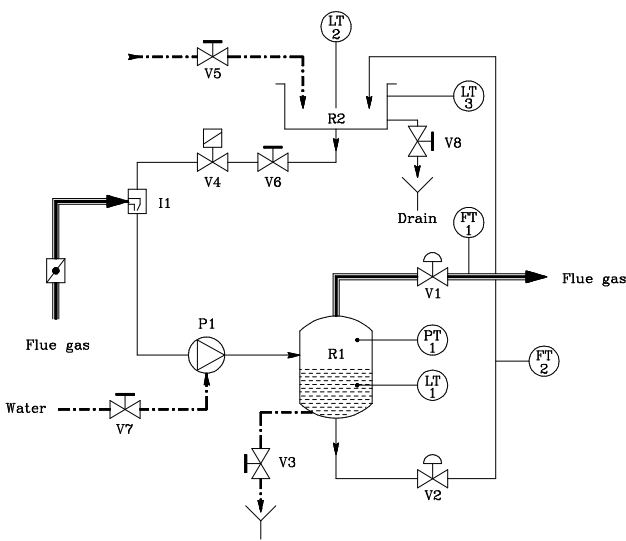 LT
2
V5
LT
3
R2
V8
V4
V6
I1
Drain
FT
1
V1
Flue gas
P1
Flue gas
R1
PT
1
FT
2
LT
1
Water
V7
V3
V2